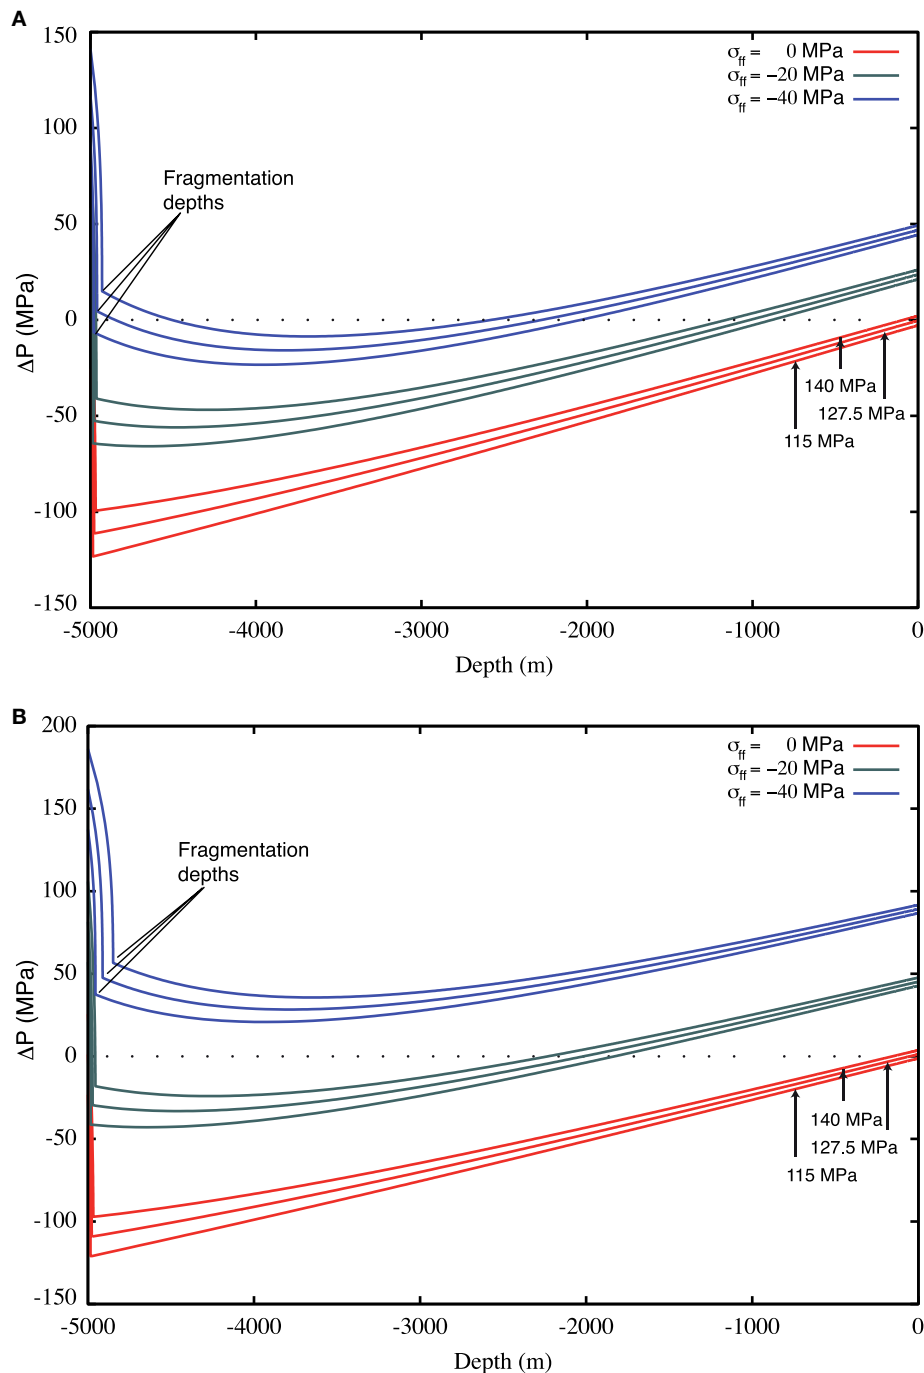 A
150
100
50
0
-50
-100
-150
ΔP (MPa)
σff = 0 MPa
σff = −20 MPa
σff = −40 MPa
Fragmentation
depths
140 MPa
127.5 MPa
115 MPa
-5000 -4000 -3000 -2000 -1000 0
Depth (m)
B
200
150
100
50
0
-50
-100
-150
ΔP (MPa)
σff = 0 MPa
σff = −20 MPa
σff = −40 MPa
Fragmentation
depths
140 MPa
127.5 MPa
115 MPa
-5000 -4000 -3000 -2000 -1000 0
Depth (m)